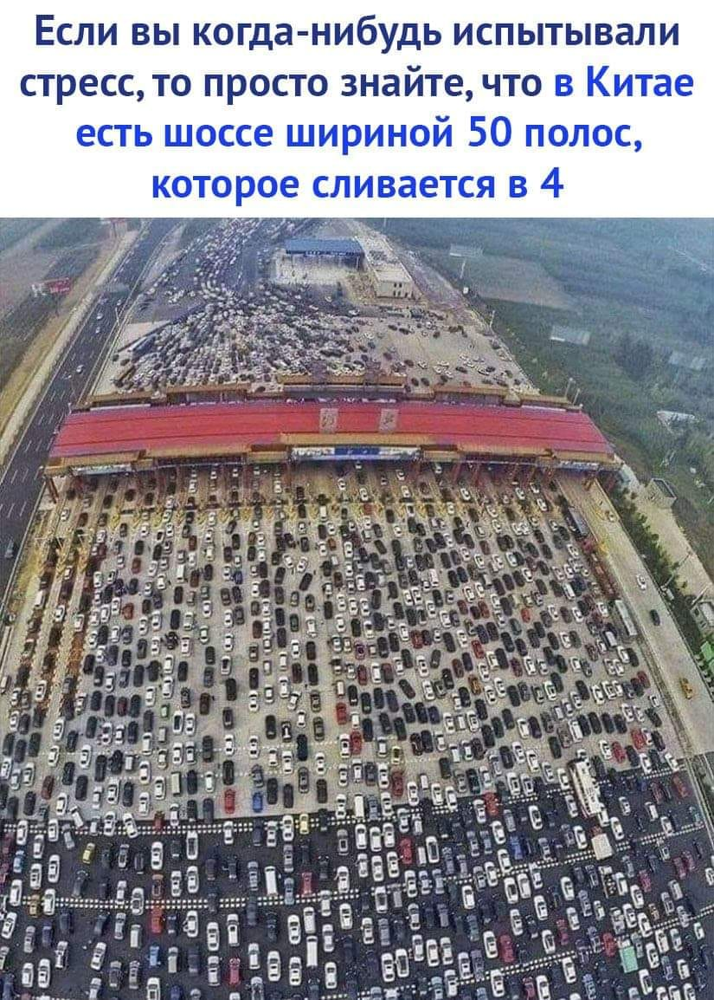 Если вы когда-нибудь испытывали
стресс, то просто знайте, что в Китае
есть шоссе шириной 50 полос,
которое сливается в 4